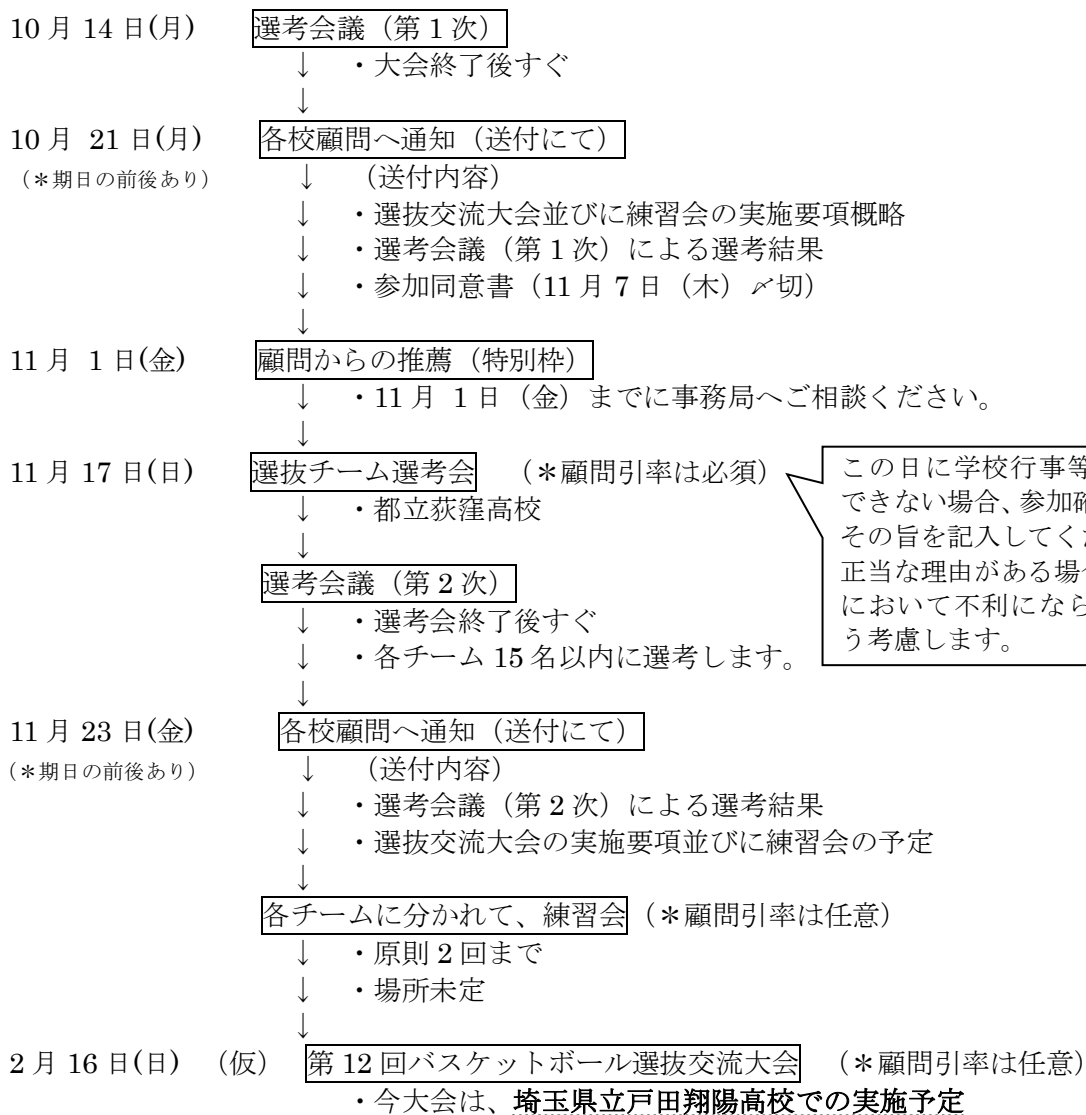 10月14日(月) 選考会議(第1次)
↓ ・大会終了後すぐ
↓
10月 21日(月) 各校顧問へ通知(送付にて)
(*期日の前後あり) ↓ (送付内容)
↓ ・選抜交流大会並びに練習会の実施要項概略
↓ ・選考会議(第1次)による選考結果
↓ ・参加同意書(11月7日(木)〆切)
↓
11月 1日(金) 顧問からの推薦(特別枠)
↓ ・11月 1日(金)までに事務局へご相談ください。
↓
11月17日(日) 選抜チーム選考会 (*顧問引率は必須)
↓ ・都立荻窪高校
↓
この日に学校行事等
できない場合、参加確
その旨を記入してくた
正当な理由がある場合
において不利になら
う考慮します。
選考会議(第2次)
↓ ・選考会終了後すぐ
↓ ・各チーム15名以内に選考します。
↓
11月23日(金) 各校顧問へ通知(送付にて)
(*期日の前後あり) ↓ (送付内容)
↓ ・選考会議(第2次)による選考結果
↓ ・選抜交流大会の実施要項並びに練習会の予定
↓
各チームに分かれて、練習会(*顧問引率は任意)
↓ ・原則2回まで
↓ ・場所未定
↓
2月16日(日) (仮) 第12回バスケットボール選抜交流大会 (*顧問引率は任意)
・今大会は、埼玉県立戸田翔陽高校での実施予定